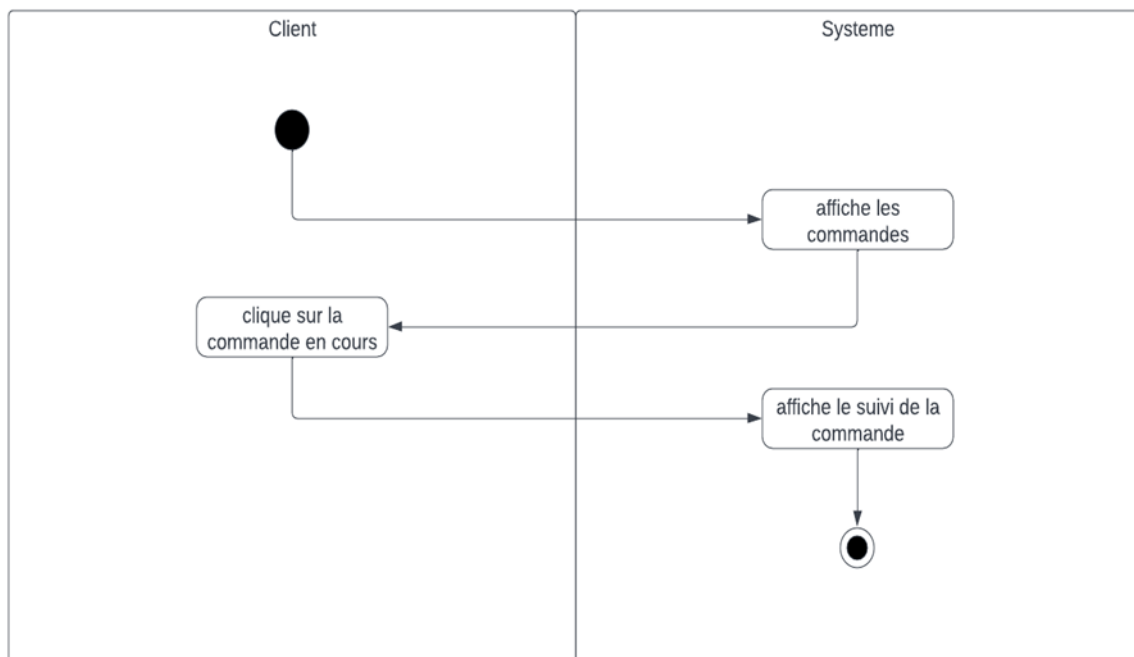 Client
Systeme
affiche les
commandes
clique sur la
commande en cours
affiche le suivi de la
commande